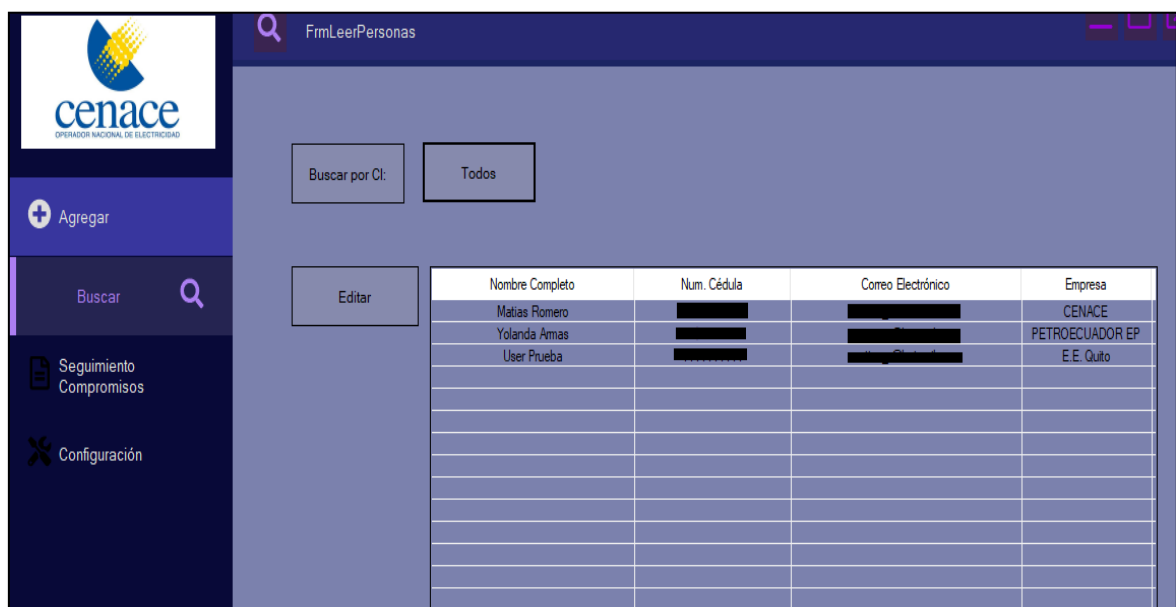 cenace
OPERADOR NACIONAL DE ELECTRICIDAD
FrmLeerPersonas
Buscar por CI:
Todos
Agregar
Buscar
Seguimiento
Compromisos
Configuración
Editar
Nombre Completo Num. Cédula Correo Electrónico Empresa
Matias Romero CENACE
Yolanda Armas PETROECUADOR EP
User Prueba E.E. Quito